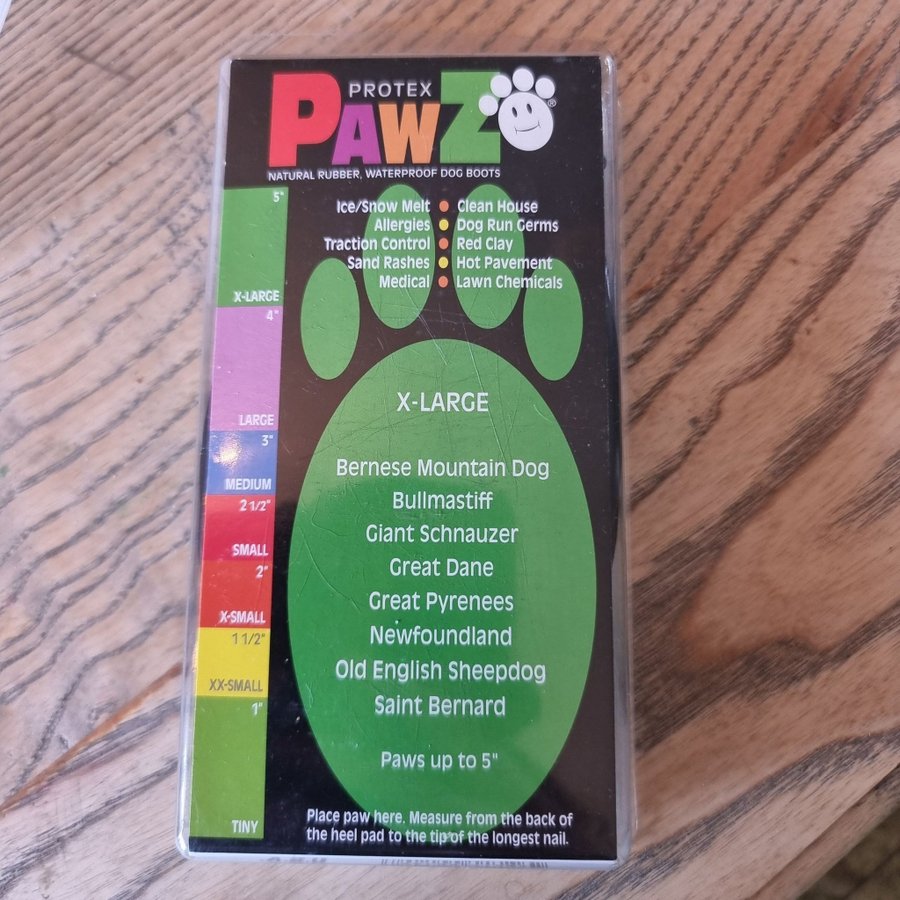 PROTEX
PAWZ®
NATURAL RUBBER, WATERPROOF DOG BOOTS
Ice/Snow Melt • Clean House
Allergies • Dog Run Germs
Traction Control • Red Clay
Sand Rashes • Hot Pavement
Medical • Lawn Chemicals
5"
X-LARGE
4"
LARGE
3"
MEDIUM
2 1/2"
SMALL
2"
X-SMALL
1 1/2"
XX-SMALL
1"
TINY
X-LARGE
Bernese Mountain Dog
Bullmastiff
Giant Schnauzer
Great Dane
Great Pyrenees
Newfoundland
Old English Sheepdog
Saint Bernard
Paws up to 5"
Place paw here. Measure from the back of
the heel pad to the tip of the longest nail.